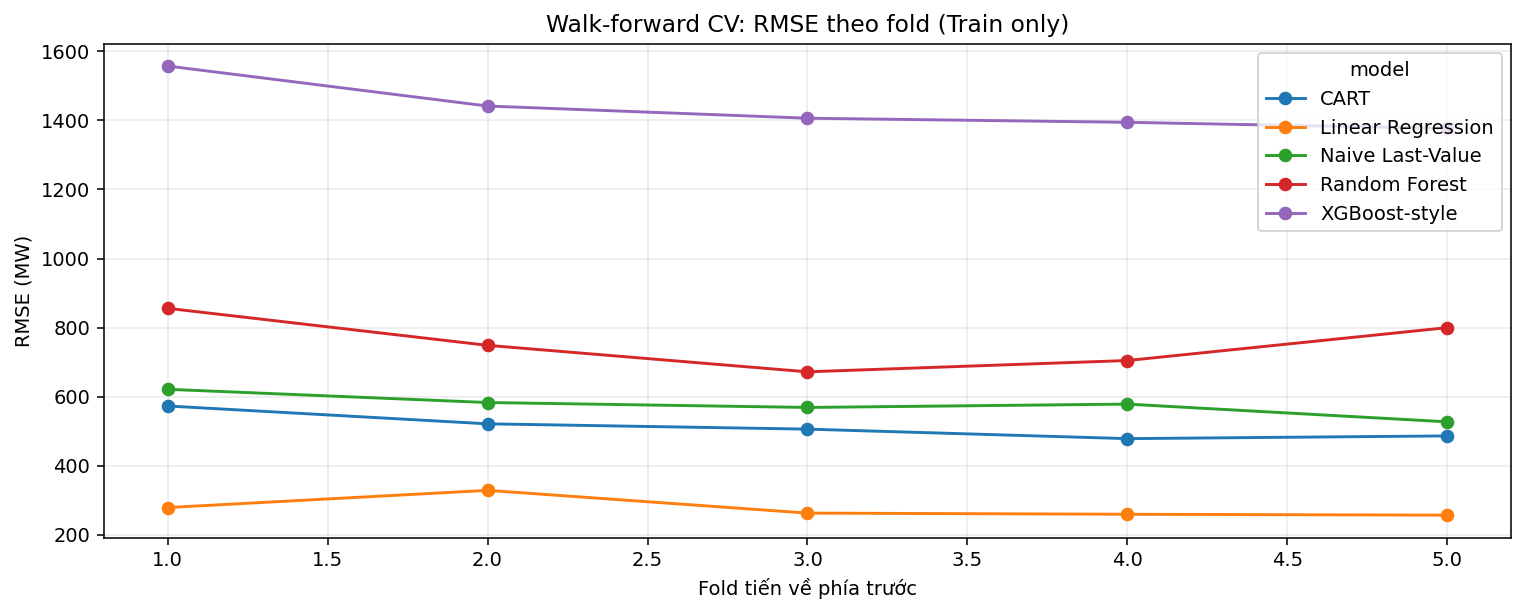 Walk-forward CV: RMSE theo fold (Train only)
1600
1400
1200
1000
800
600
400
200
RMSE (MW)
model
CART
Linear Regression
Naive Last-Value
Random Forest
XGBoost-style
1.0 1.5 2.0 2.5 3.0 3.5 4.0 4.5 5.0
Fold tiến về phía trước